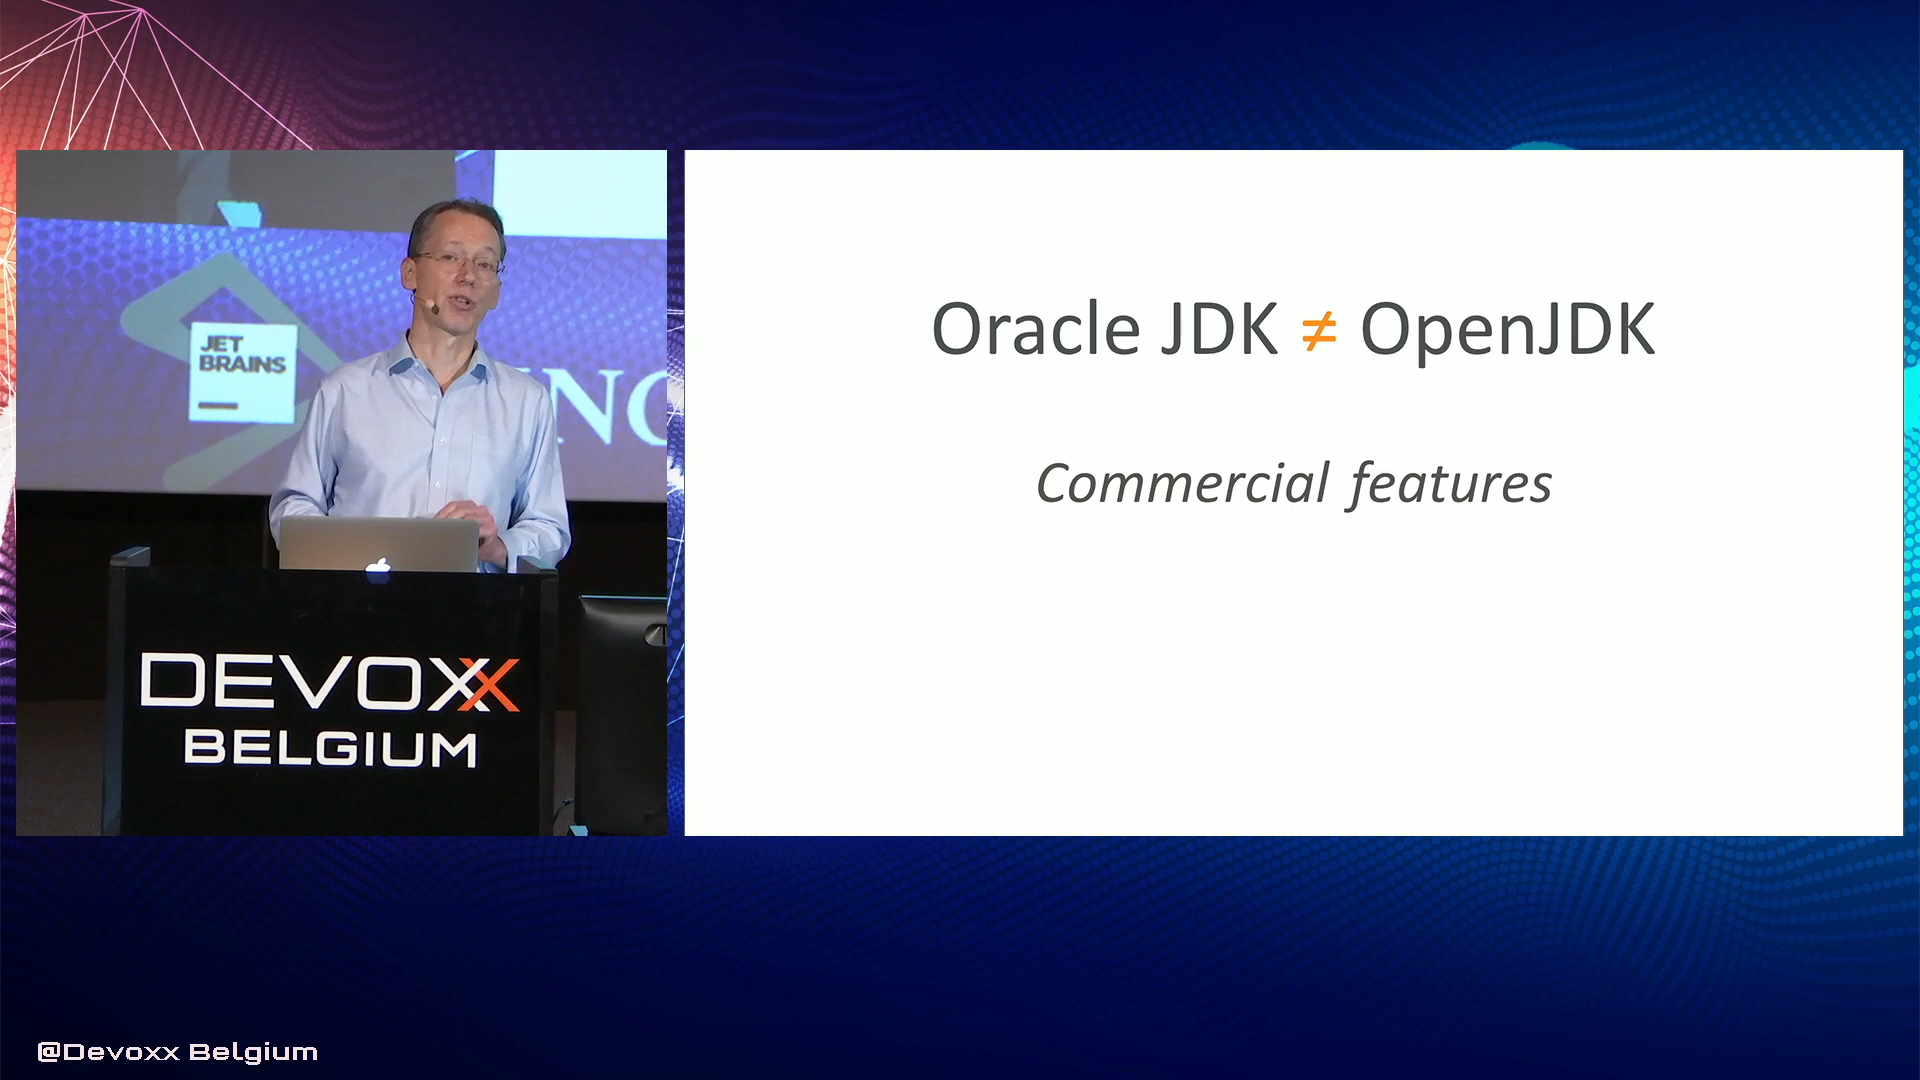 JET
BRAINS
DEVOXX
BELGIUM
Oracle JDK ≠ OpenJDK
Commercial features
@Devoxx Belgium